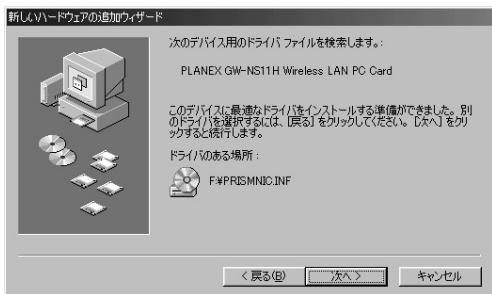 新しいハードウェアの追加ウィザード
次のデバイス用のドライバ ファイルを検索します。:
PLANEX GW-NS11H Wireless LAN PC Card
このデバイスに最適なドライバをインストールする準備ができました。別
のドライバを選択するには、[戻る] をクリックしてください。[次へ] をクリ
ックすると続行します。
ドライバのある場所 :
F:¥PRISMNIC.INF
< 戻る(B)
次へ >
キャンセル